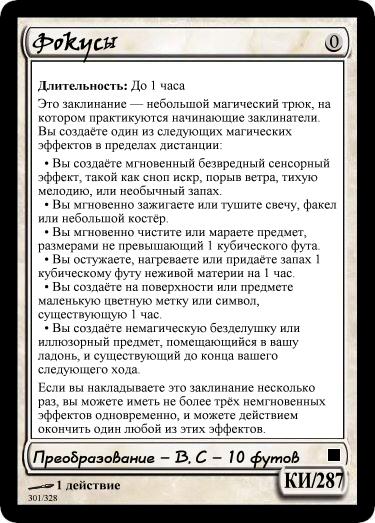 Фокусы 0
Длительность: До 1 часа
Это заклинание — небольшой магический трюк, на
котором практикуются начинающие заклинатели.
Вы создаёте один из следующих магических
эффектов в пределах дистанции:
• Вы создаёте мгновенный безвредный сенсорный
эффект, такой как сноп искр, порыв ветра, тихую
мелодию, или необычный запах.
• Вы мгновенно зажигаете или тушите свечу, факел
или небольшой костёр.
• Вы мгновенно чистите или мараете предмет,
размерами не превышающий 1 кубического фута.
• Вы остужаете, нагреваете или придаёте запах 1
кубическому футу неживой материи на 1 час.
• Вы создаёте на поверхности или предмете
маленькую цветную метку или символ,
существующую 1 час.
• Вы создаёте немагическую безделушку или
иллюзорный предмет, помещающийся в вашу
ладонь, и существующий до конца вашего
следующего хода.
Если вы накладываете это заклинание несколько
раз, вы можете иметь не более трёх немгновенных
эффектов одновременно, и можете действием
окончить один любой из этих эффектов.
Преобразование – В, С – 10 футов
КИ/287
1 действие
301/328